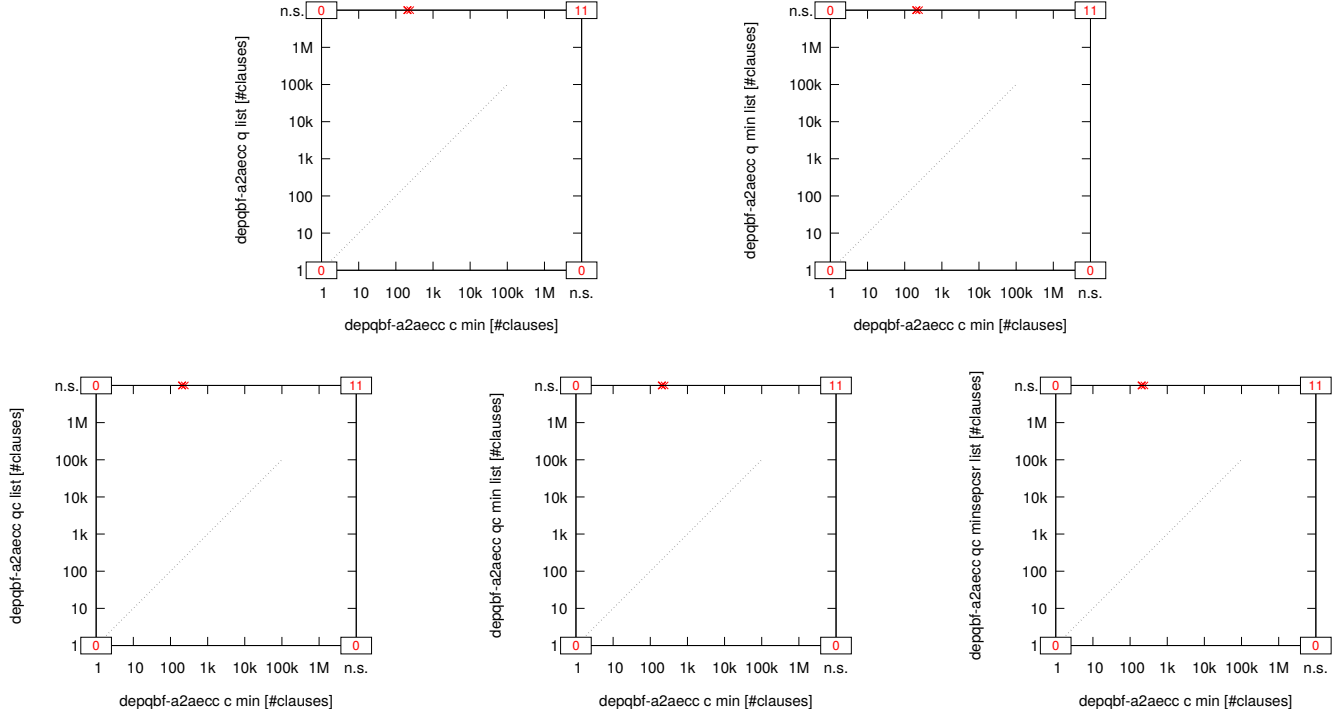 n.s. 0 11
1M
100k
10k
1k
100
10
1 0 0
1 10 100 1k 10k 100k 1M n.s.
depqbf-a2aecc q list [#clauses]
depqbf-a2aecc c min [#clauses]
n.s. 0 11
1M
100k
10k
1k
100
10
1 0 0
1 10 100 1k 10k 100k 1M n.s.
depqbf-a2aecc q min list [#clauses]
depqbf-a2aecc c min [#clauses]
n.s. 0 11
1M
100k
10k
1k
100
10
1 0 0
1 10 100 1k 10k 100k 1M n.s.
depqbf-a2aecc qc list [#clauses]
depqbf-a2aecc c min [#clauses]
n.s. 0 11
1M
100k
10k
1k
100
10
1 0 0
1 10 100 1k 10k 100k 1M n.s.
depqbf-a2aecc qc min list [#clauses]
depqbf-a2aecc c min [#clauses]
n.s. 0 11
1M
100k
10k
1k
100
10
1 0 0
1 10 100 1k 10k 100k 1M n.s.
depqbf-a2aecc qc minsepcsr list [#clauses]
depqbf-a2aecc c min [#clauses]